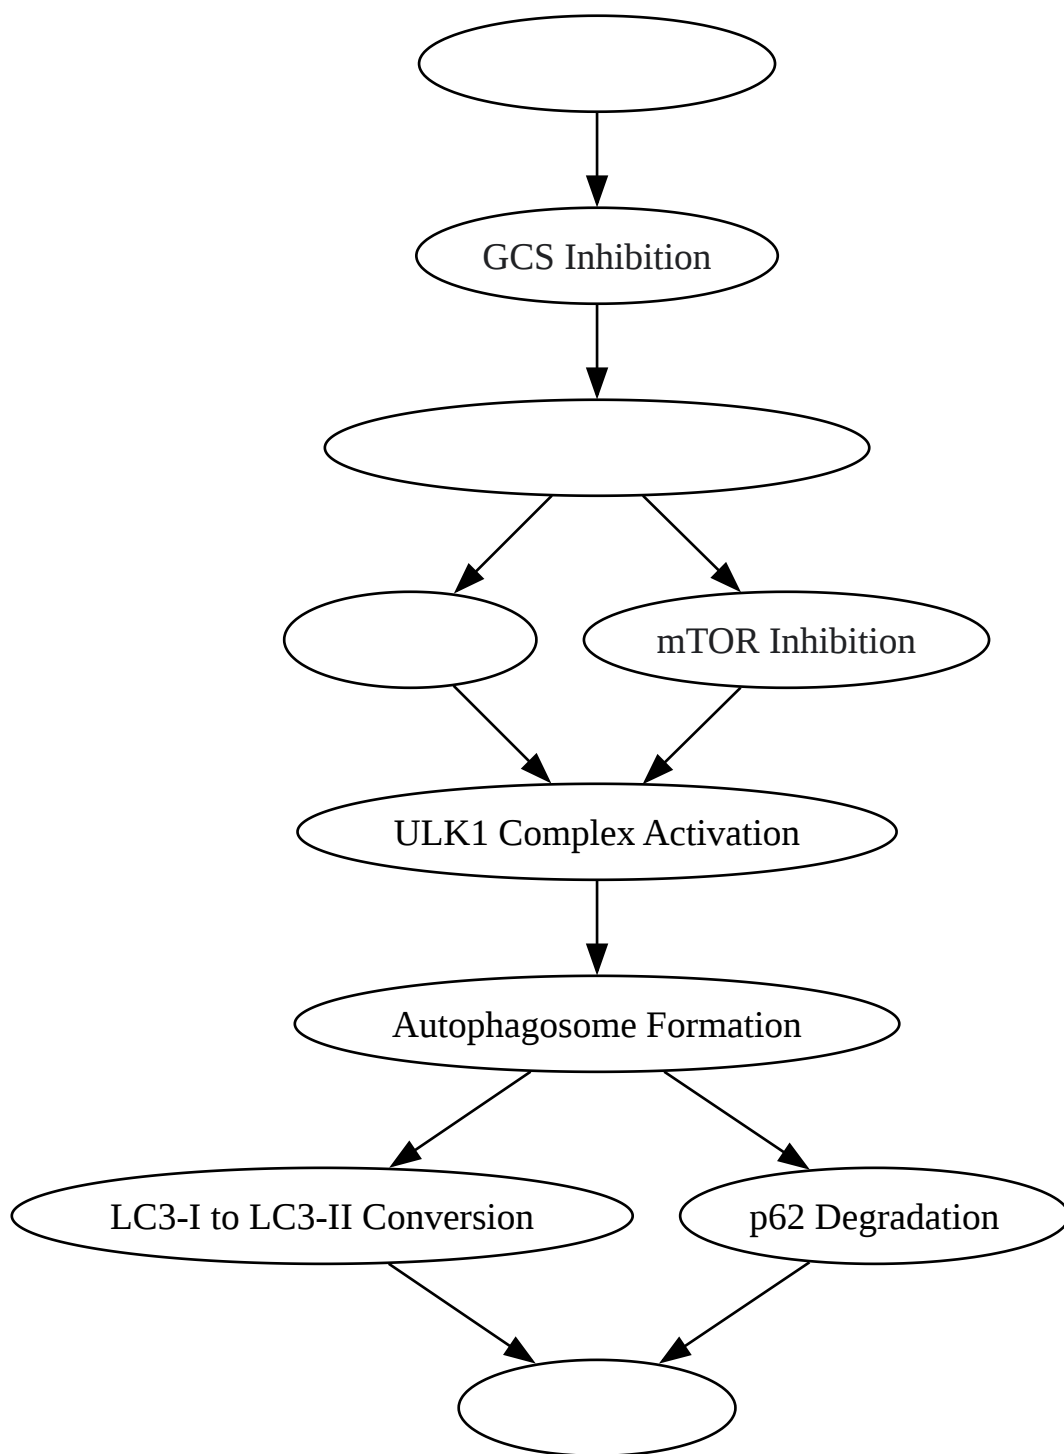 GCS Inhibition
mTOR Inhibition
ULK1 Complex Activation
Autophagosome Formation
LC3-I to LC3-II Conversion
p62 Degradation